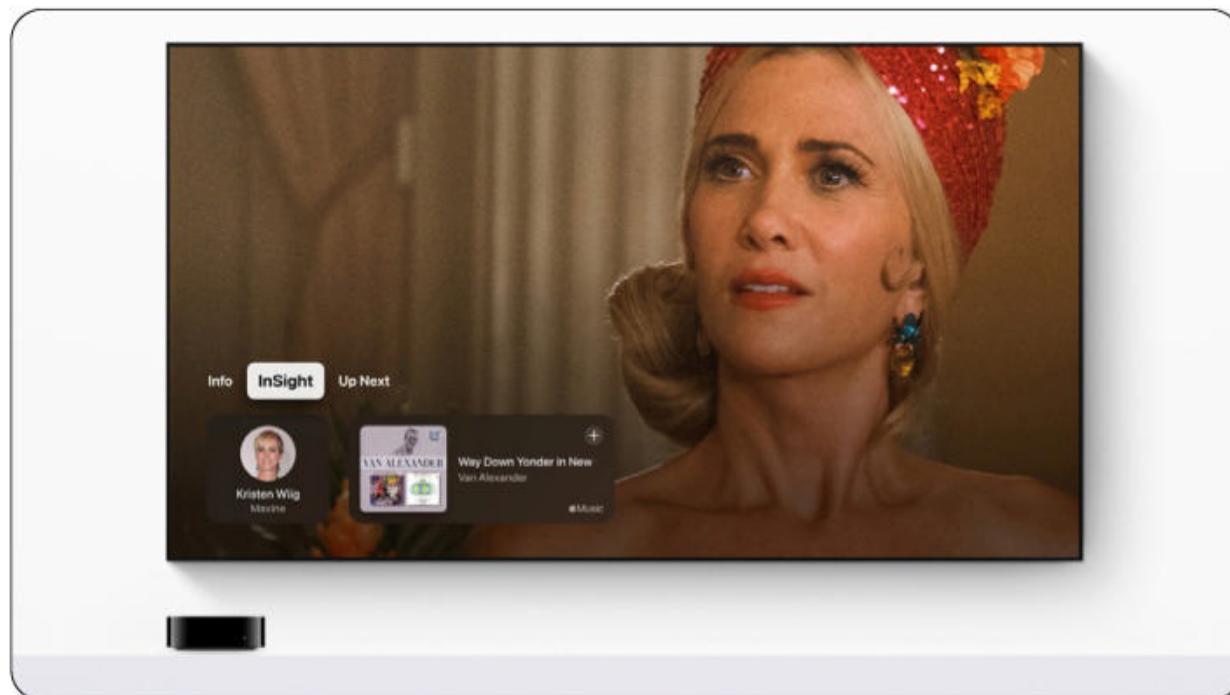 Info InSight Up Next
VAN ALEXANDER
Way Down Yonder in New
Van Alexander
Kristen Wiig
Maxine
Music